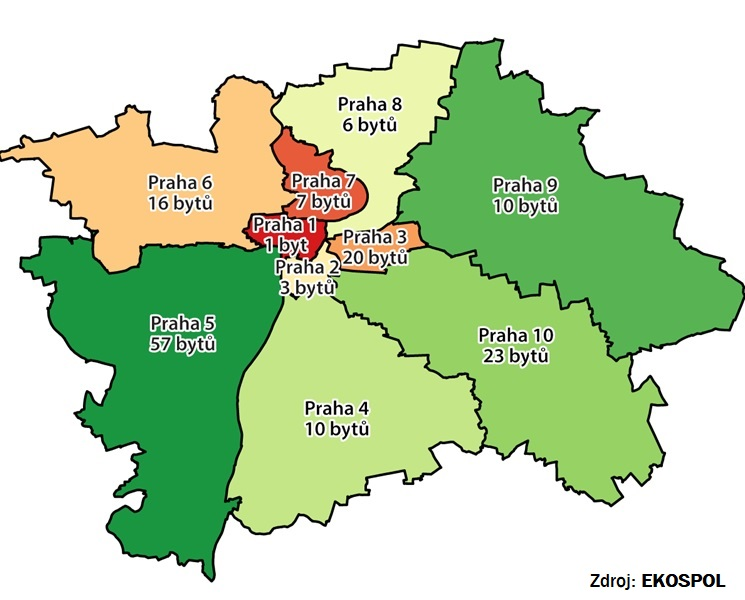 Praha 8
6 bytů
Praha 9
10 bytů
Praha 6
16 bytů
Praha 7
7 bytů
Praha 1
1 byt
Praha 3
20 bytů
Praha 2
3 bytů
Praha 5
57 bytů
Praha 10
23 bytů
Praha 4
10 bytů
Zdroj: EKOSPOL